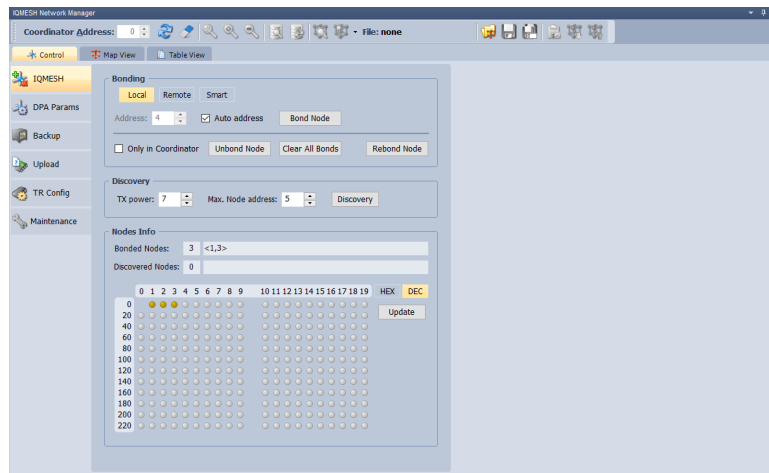 IQMESH Network Manager
Coordinator Address: 0 File: none
Control Map View Table View
IQMESH
DPA Params
Backup
Upload
TR Config
Maintenance
Bonding
Local Remote Smart
Address: 4 Auto address Bond Node
Only in Coordinator Unbond Node Clear All Bonds Rebond Node
Discovery
TX power: 7 Max. Node address: 5 Discovery
Nodes Info
Bonded Nodes: 3 <1,3>
Discovered Nodes: 0
0 1 2 3 4 5 6 7 8 9 10 11 12 13 14 15 16 17 18 19 HEX DEC
0
Update
20
40
60
80
100
120
140
160
180
200
220